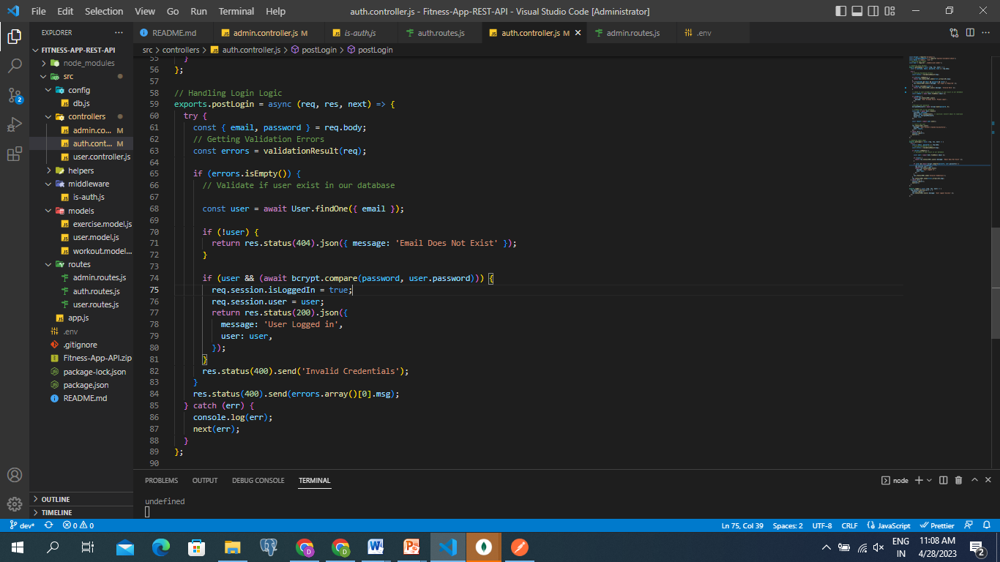 File Edit Selection View Go Run Terminal Help auth.controller.js - Fitness-App-REST-API - Visual Studio Code [Administrator]
EXPLORER
README.md admin.controller.js M is-auth.js auth.routes.js auth.controller.js M admin.routes.js .env
src > controllers > auth.controller.js > postLogin > postLogin
FITNESS-APP-REST-API
node_modules
src
config
db.js
controllers
admin.co... M
auth.cont... M
user.controller.js
helpers
middleware
is-auth.js
models
exercise.model.js
user.model.js
workout.model...
routes
admin.routes.js
auth.routes.js
user.routes.js
app.js
.env
.gitignore
Fitness-App-API.zip
package-lock.json
package.json
README.md
OUTLINE
TIMELINE
2
55 }
56 };
57
58 // Handling Login Logic
59 exports.postLogin = async (req, res, next) => {
60 try {
61 const { email, password } = req.body;
62 // Getting Validation Errors
63 const errors = validationResult(req);
64
65 if (errors.isEmpty()) {
66 // Validate if user exist in our database
67
68 const user = await User.findOne({ email });
69
70 if (!user) {
71 return res.status(404).json({ message: 'Email Does Not Exist' });
72 }
73
74 if (user && (await bcrypt.compare(password, user.password))) {
75 req.session.isLoggedIn = true;
76 req.session.user = user;
77 return res.status(200).json({
78 message: 'User Logged in',
79 user: user,
80 });
81 }
82 res.status(400).send('Invalid Credentials');
83 }
84 res.status(400).send(errors.array()[0].msg);
85 } catch (err) {
86 console.log(err);
87 next(err);
88 }
89 };
90
PROBLEMS OUTPUT DEBUG CONSOLE TERMINAL node
undefined
dev* 0 0 Ln 75, Col 39 Spaces: 2 UTF-8 CRLF JavaScript Prettier
ENG
IN
11:08 AM
4/28/2023
2